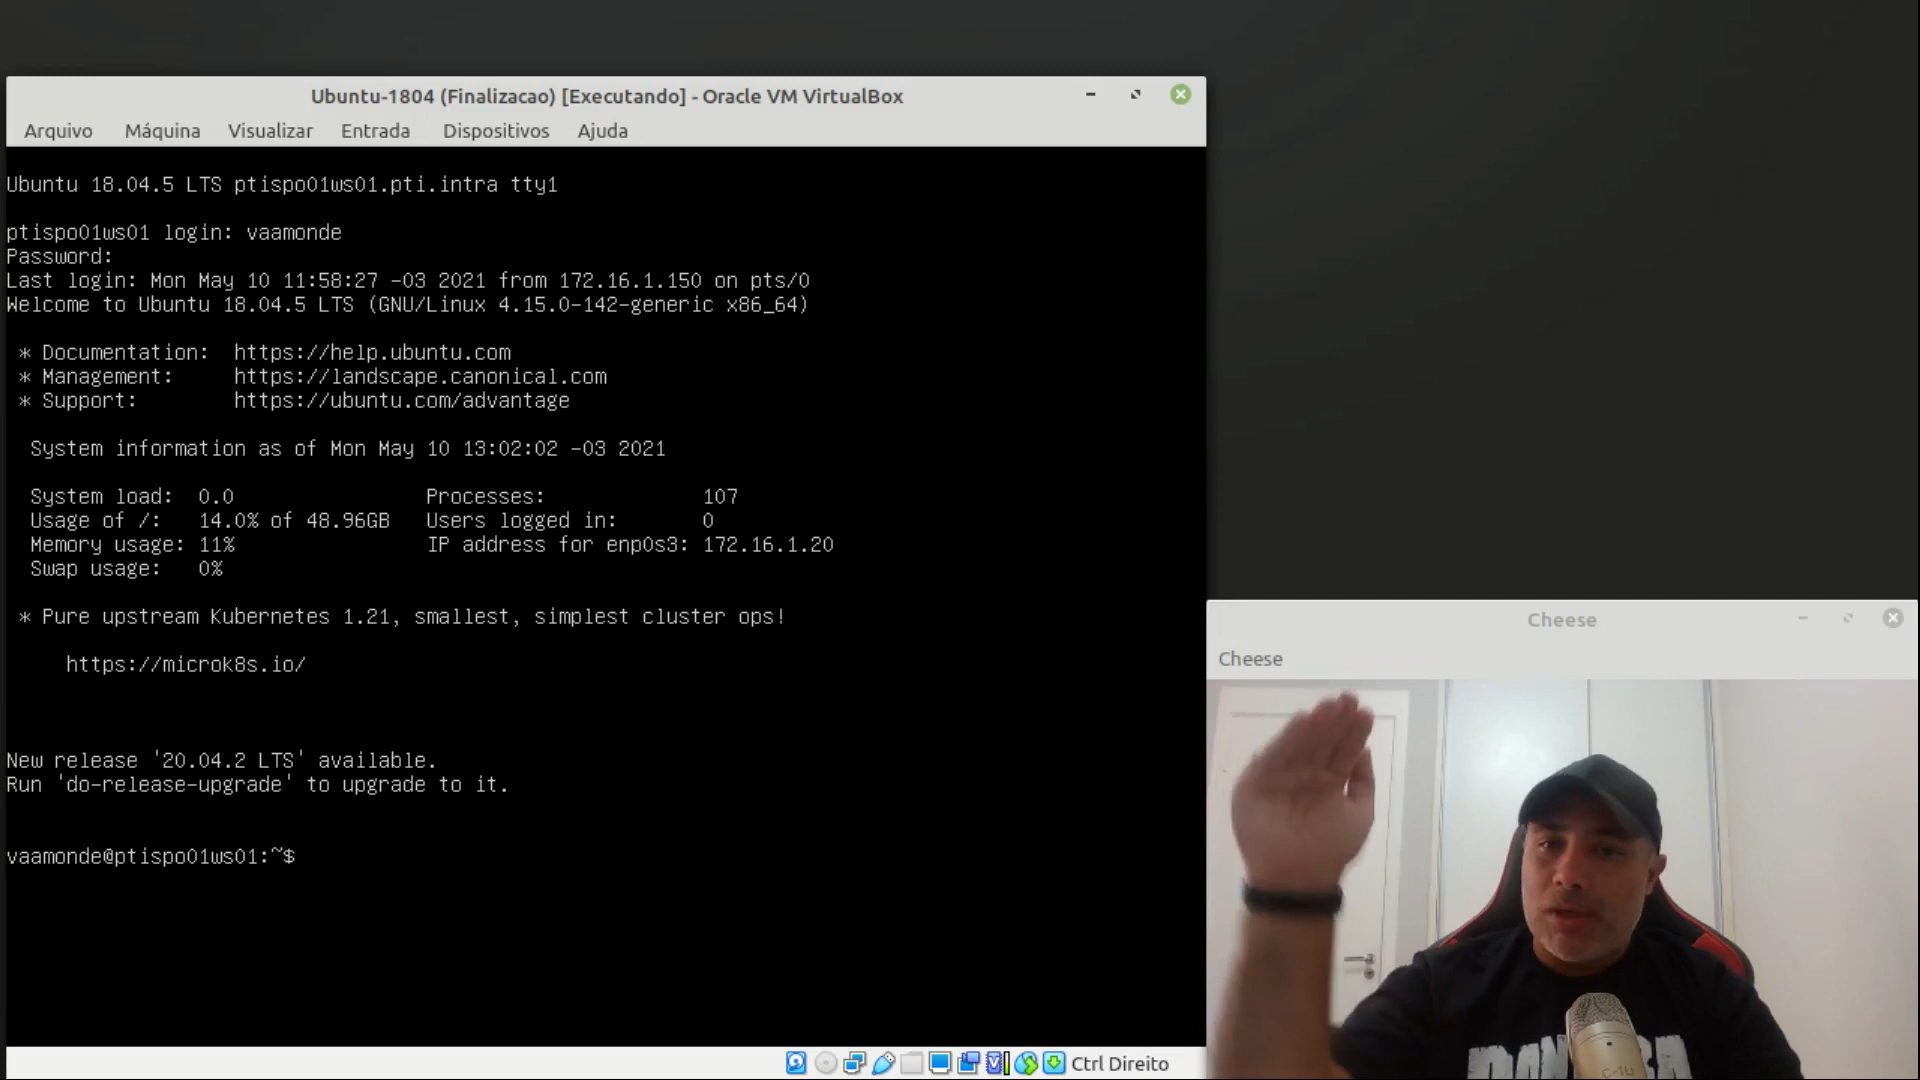 Ubuntu-1804 (Finalizacao) [Executando] - Oracle VM VirtualBox
Arquivo Máquina Visualizar Entrada Dispositivos Ajuda
Ubuntu 18.04.5 LTS ptispo01ws01.pti.intra tty1
ptispo01ws01 login: vaamonde
Password:
Last login: Mon May 10 11:58:27 -03 2021 from 172.16.1.150 on pts/0
Welcome to Ubuntu 18.04.5 LTS (GNU/Linux 4.15.0-142-generic x86_64)
* Documentation: https://help.ubuntu.com
* Management: https://landscape.canonical.com
* Support: https://ubuntu.com/advantage
System information as of Mon May 10 13:02:02 -03 2021
System load: 0.0 Processes: 107
Usage of /: 14.0% of 48.96GB Users logged in: 0
Memory usage: 11% IP address for enp0s3: 172.16.1.20
Swap usage: 0%
* Pure upstream Kubernetes 1.21, smallest, simplest cluster ops!
https://microk8s.io/
New release '20.04.2 LTS' available.
Run 'do-release-upgrade' to upgrade to it.
vaamonde@ptispo01ws01:~$
Ctrl Direito
Cheese
Cheese
C-1U